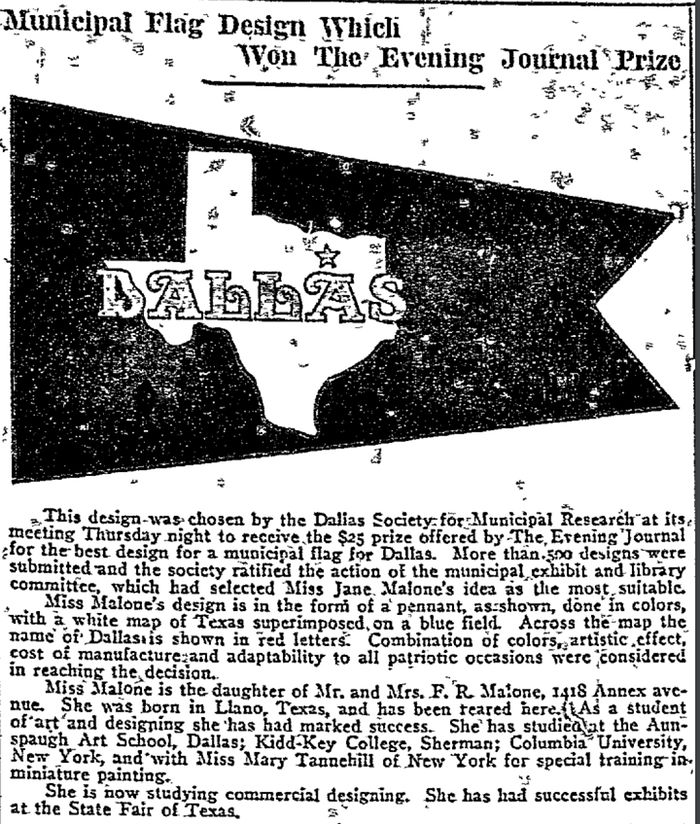 Municipal Flag Design Which
Won The Evening Journal Prize
DALLAS
This design was chosen by the Dallas Society for Municipal Research at its
meeting Thursday night to receive the $25 prize offered by The Evening Journal
for the best design for a municipal flag for Dallas. More than 500 designs were
submitted and the society ratified the action of the municipal exhibit and library
committee, which had selected Miss Jane Malone's idea as the most suitable.
Miss Malone's design is in the form of a pennant, as shown, done in colors,
with a white map of Texas superimposed on a blue field. Across the map the
name of Dallas is shown in red letters. Combination of colors, artistic effect,
cost of manufacture and adaptability to all patriotic occasions were considered
in reaching the decision.
Miss Malone is the daughter of Mr. and Mrs. F. R. Malone, 1418 Annex ave-
nue. She was born in Llano, Texas, and has been reared here. As a student
of art and designing she has had marked success. She has studied at the Aun-
spaugh Art School, Dallas; Kidd-Key College, Sherman; Columbia University,
New York, and with Miss Mary Tannehill of New York for special training in
miniature painting.
She is now studying commercial designing. She has had successful exhibits
at the State Fair of Texas.